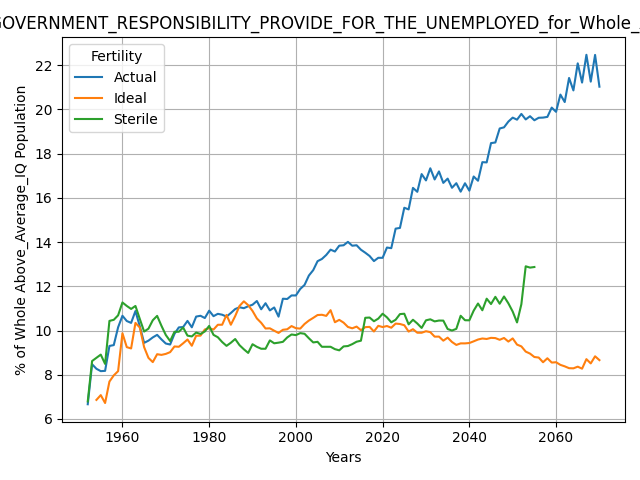 GOVERNMENT_RESPONSIBILITY_PROVIDE_FOR_THE_UNEMPLOYED_for_Whole_
Fertility
Actual
Ideal
Sterile
% of Whole Above_Average_IQ Population
22
20
18
16
14
12
10
8
6
1960
1980
2000
2020
2040
2060
Years